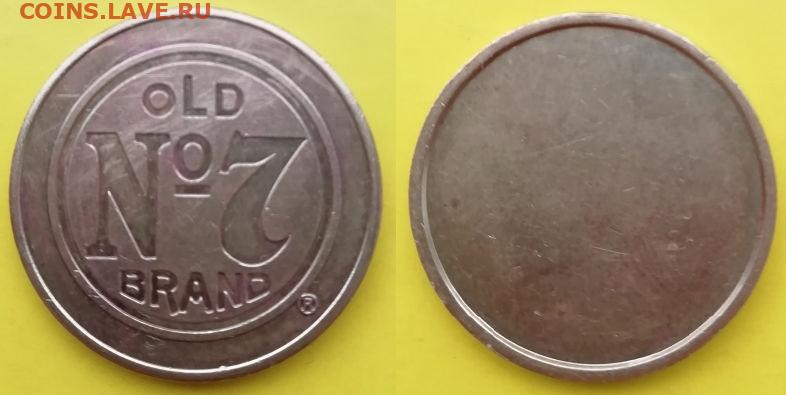 COINS.LAVE.RU
OLD
Nº7
BRAND
®